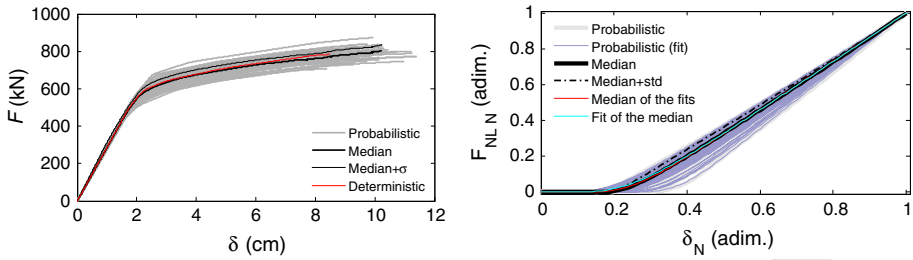 1000
800
600
400
200
0
F (kN)
0 2 4 6 8 10 12
δ (cm)
Probabilistic
Median
Median+σ
Deterministic
1
0.8
0.6
0.4
0.2
0
F_NL N (adim.)
0 0.2 0.4 0.6 0.8 1
δ_N (adim.)
Probabilistic
Probabilistic (fit)
Median
Median+std
Median of the fits
Fit of the median